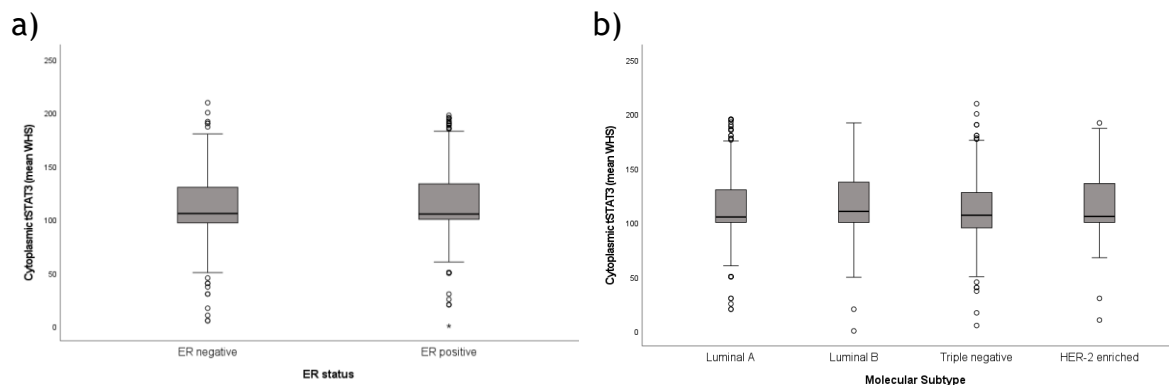 a)
Cytoplasmic tSTAT3 (mean WHS)
250
200
150
100
50
0
*
ER negative
ER positive
ER status
b)
Cytoplasmic tSTAT3 (mean WHS)
250
200
150
100
50
0
Luminal A
Luminal B
Triple negative
HER-2 enriched
Molecular Subtype